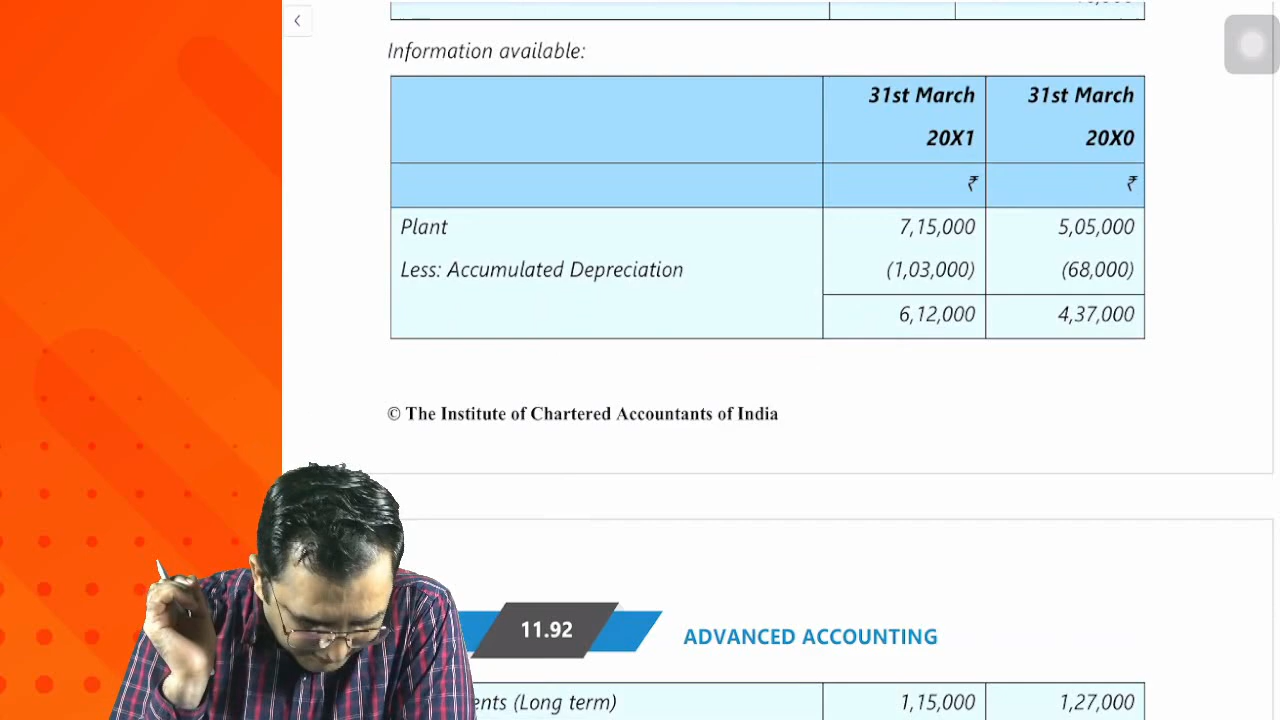 Information available:
31st March 31st March
20X1 20X0
₹ ₹
Plant 7,15,000 5,05,000
Less: Accumulated Depreciation (1,03,000) (68,000)
6,12,000 4,37,000
© The Institute of Chartered Accountants of India
11.92 ADVANCED ACCOUNTING
(Long term) 1,15,000 1,27,000